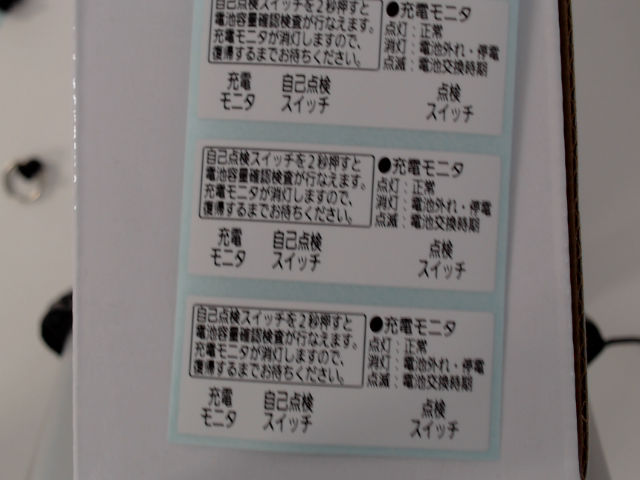 自己点検スイッチを2秒押すと
電池容量確認検査が行なえます。
充電モニタが消灯しますので、
復帰するまでお待ちください。
●充電モニタ
点灯：正常
消灯：電池外れ・停電
点滅：電池交換時期
充電
モニタ
自己点検
スイッチ
点検
スイッチ
自己点検スイッチを2秒押すと
電池容量確認検査が行なえます。
充電モニタが消灯しますので、
復帰するまでお待ちください。
●充電モニタ
点灯：正常
消灯：電池外れ・停電
点滅：電池交換時期
充電
モニタ
自己点検
スイッチ
点検
スイッチ
自己点検スイッチを2秒押すと
電池容量確認検査が行なえます。
充電モニタが消灯しますので、
復帰するまでお待ちください。
●充電モニタ
点灯：正常
消灯：電池外れ・停電
点滅：電池交換時期
充電
モニタ
自己点検
スイッチ
点検
スイッチ